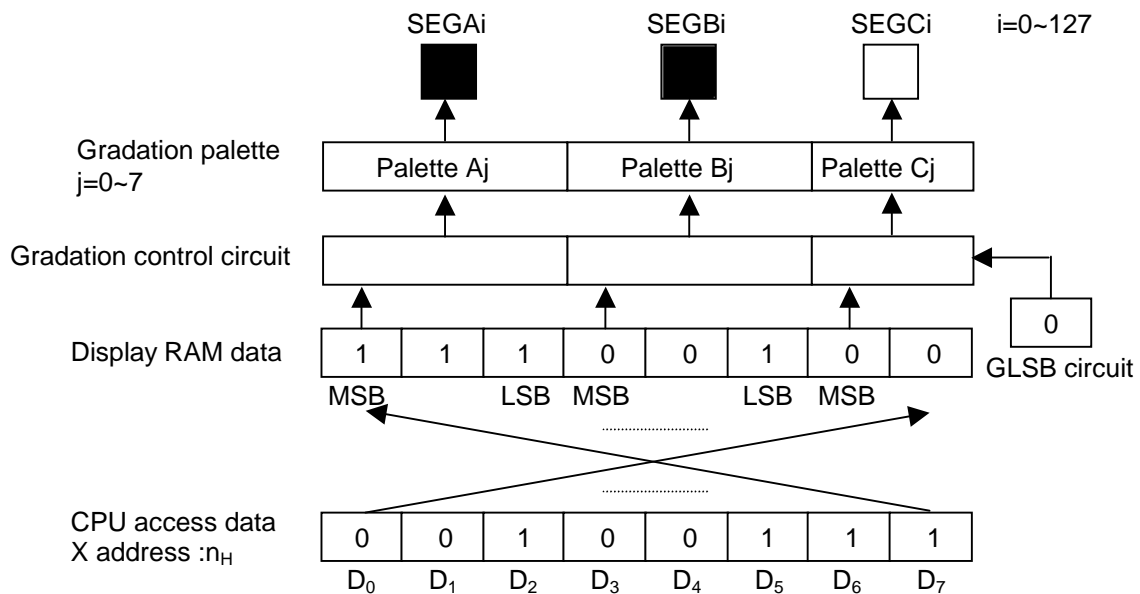 SEGAi SEGBi SEGCi i=0~127
Gradation palette
j=0~7
Palette Aj Palette Bj Palette Cj
Gradation control circuit
0
Display RAM data 1 1 1 0 0 1 0 0
GLSB circuit
MSB LSB MSB LSB MSB
CPU access data
X address :nH
0 0 1 0 0 1 1 1
D0 D1 D2 D3 D4 D5 D6 D7